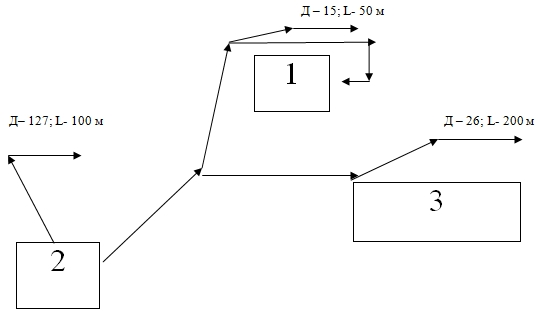 Д – 15; L- 50 м
1
Д– 127; L- 100 м
Д – 26; L- 200 м
3
2